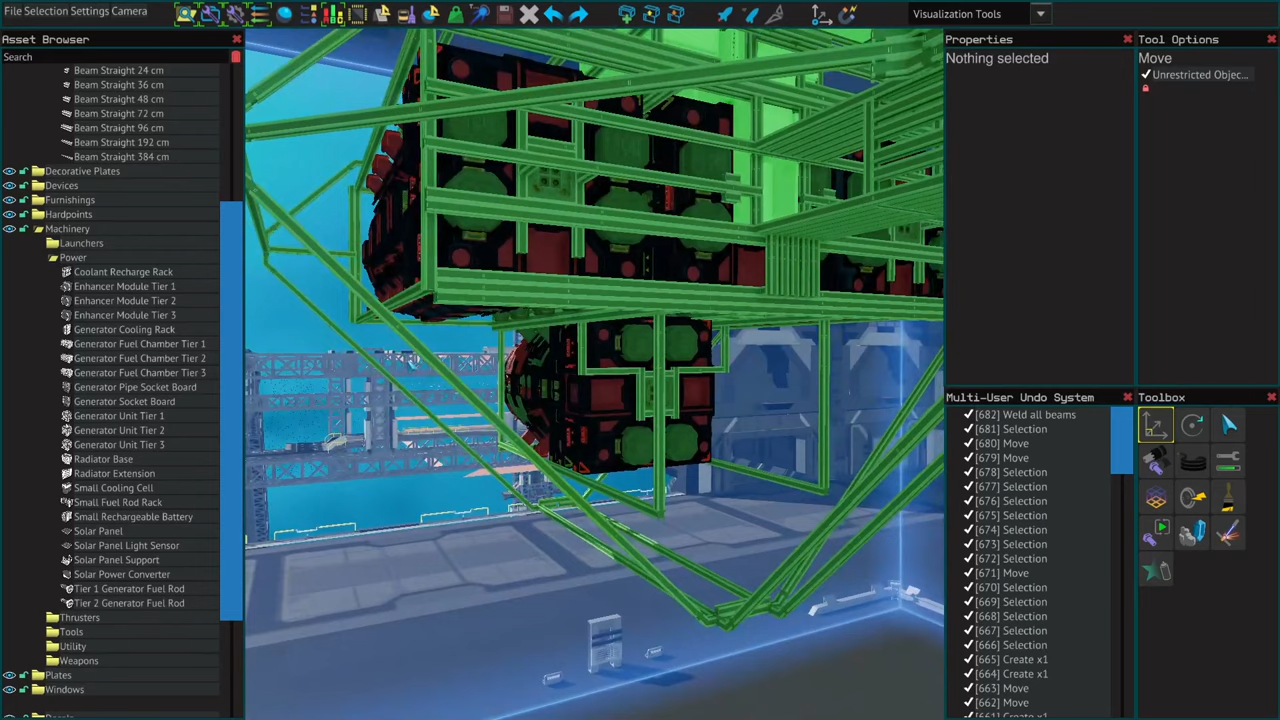 File Selection Settings Camera
Visualization Tools
Asset Browser
Search
Beam Straight 24 cm
Beam Straight 36 cm
Beam Straight 48 cm
Beam Straight 72 cm
Beam Straight 96 cm
Beam Straight 192 cm
Beam Straight 384 cm
Decorative Plates
Devices
Furnishings
Hardpoints
Machinery
Launchers
Power
Coolant Recharge Rack
Enhancer Module Tier 1
Enhancer Module Tier 2
Enhancer Module Tier 3
Generator Cooling Rack
Generator Fuel Chamber Tier 1
Generator Fuel Chamber Tier 2
Generator Fuel Chamber Tier 3
Generator Pipe Socket Board
Generator Socket Board
Generator Unit Tier 1
Generator Unit Tier 2
Generator Unit Tier 3
Radiator Base
Radiator Extension
Small Cooling Cell
Small Fuel Rod Rack
Small Rechargeable Battery
Solar Panel
Solar Panel Light Sensor
Solar Panel Support
Solar Power Converter
Tier 1 Generator Fuel Rod
Tier 2 Generator Fuel Rod
Thrusters
Tools
Utility
Weapons
Plates
Windows
Properties
Nothing selected
Tool Options
Move
Unrestricted Objec...
Multi-User Undo System
[682] Weld all beams
[681] Selection
[680] Move
[679] Move
[678] Selection
[677] Selection
[676] Selection
[675] Selection
[674] Selection
[673] Selection
[672] Selection
[671] Move
[670] Selection
[669] Selection
[668] Selection
[667] Selection
[666] Selection
[665] Create x1
[664] Create x1
[663] Move
[662] Move
[661] Create x1
Toolbox